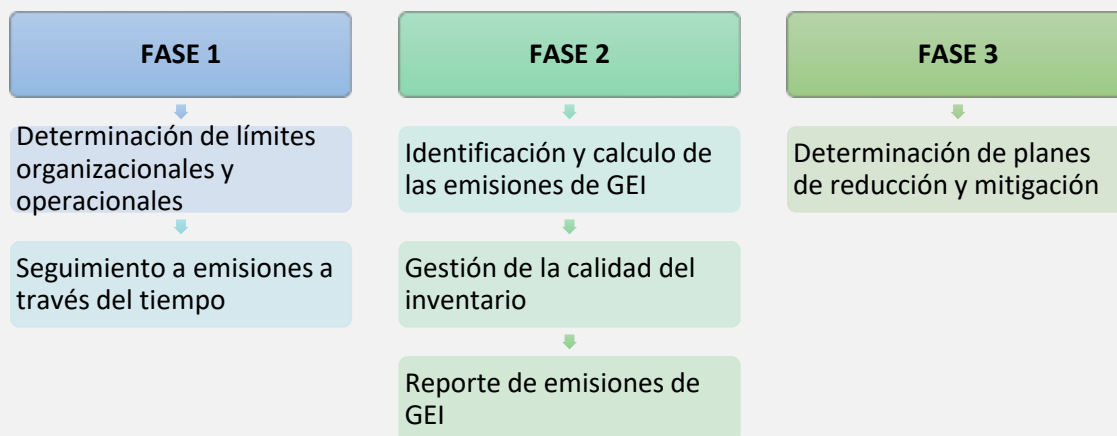 FASE 1
Determinación de límites
organizacionales y
operacionales
Seguimiento a emisiones a
través del tiempo
FASE 2
Identificación y calculo de
las emisiones de GEI
Gestión de la calidad del
inventario
Reporte de emisiones de
GEI
FASE 3
Determinación de planes
de reducción y mitigación